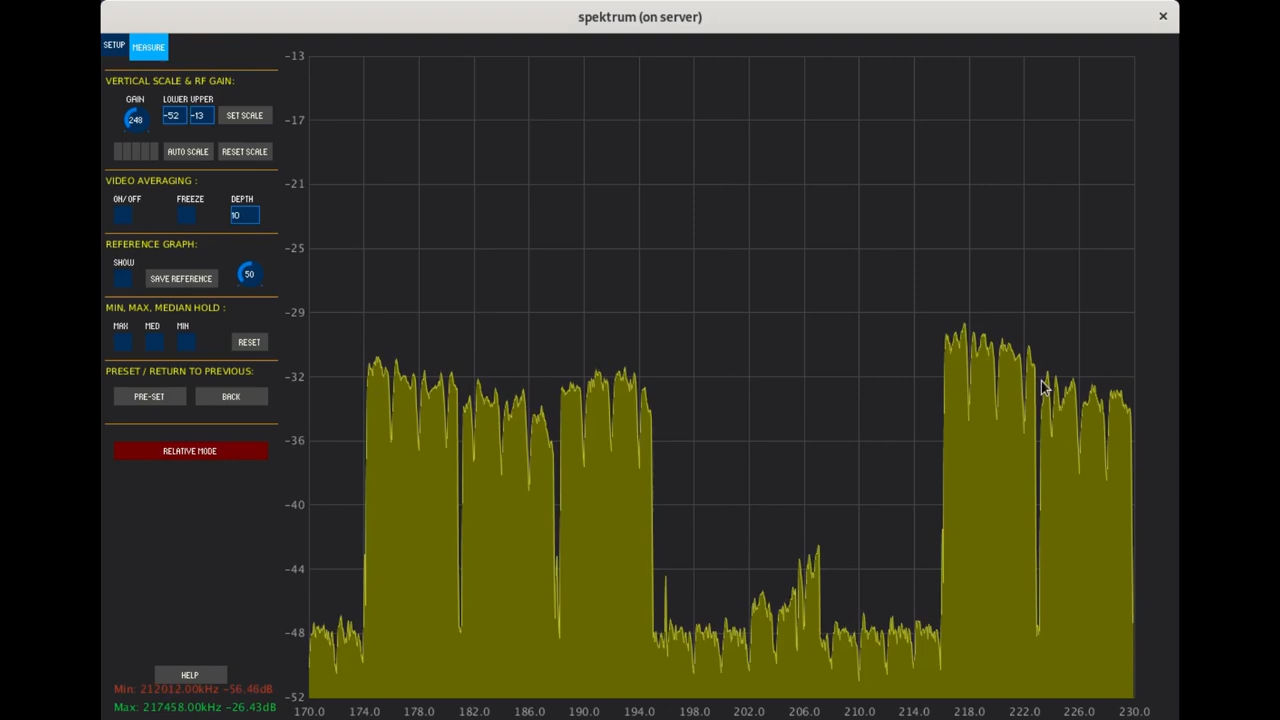 spektrum (on server)
×
SETUP MEASURE
VERTICAL SCALE & RF GAIN:
GAIN LOWER UPPER
248 -52 -13 SET SCALE
AUTO SCALE RESET SCALE
VIDEO AVERAGING :
ON/OFF FREEZE DEPTH
10
REFERENCE GRAPH:
SHOW SAVE REFERENCE 50
MIN, MAX, MEDIAN HOLD :
MAX MED MIN
RESET
PRESET / RETURN TO PREVIOUS:
PRE-SET BACK
RELATIVE MODE
HELP
Min: 212012.00kHz -56.46dB
Max: 217458.00kHz -26.43dB
-13
-17
-21
-25
-29
-32
-36
-40
-44
-48
-52
170.0 174.0 178.0 182.0 186.0 190.0 194.0 198.0 202.0 206.0 210.0 214.0 218.0 222.0 226.0 230.0